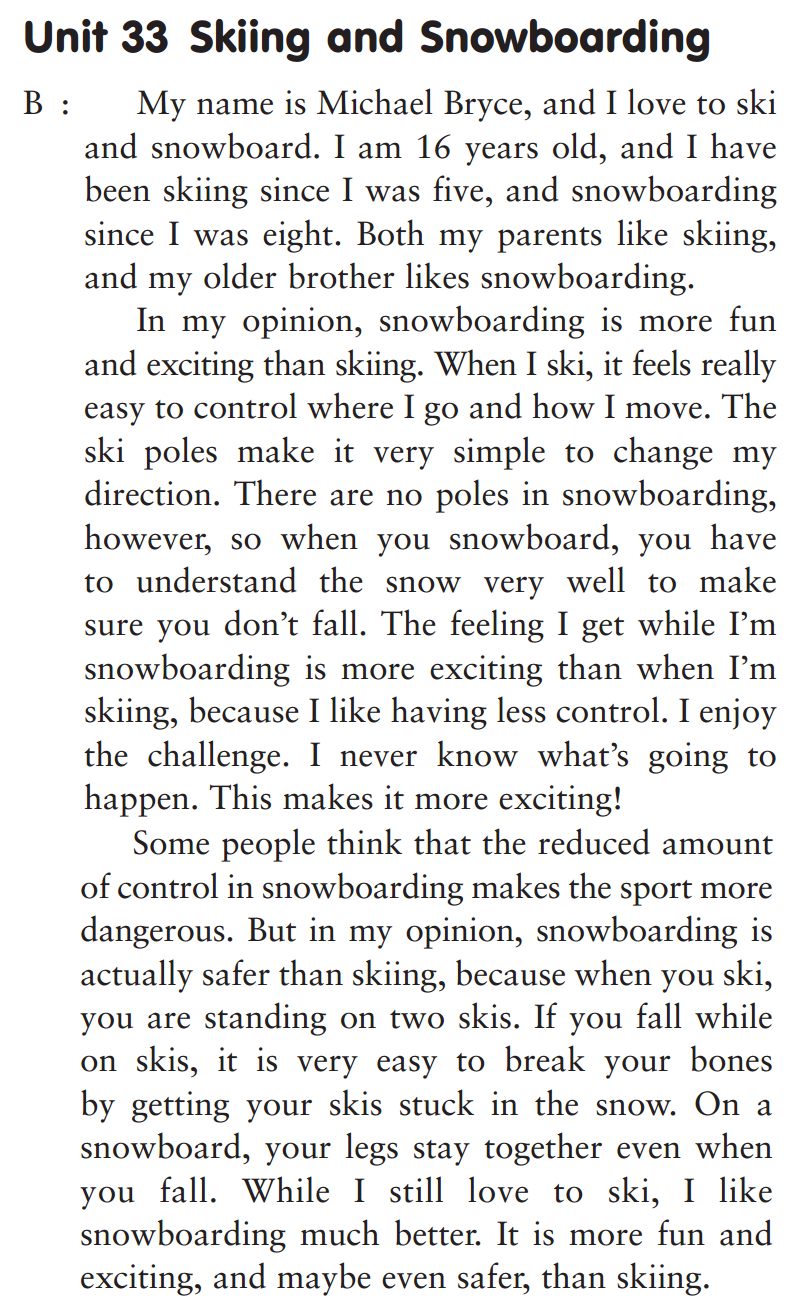 Unit 33 Skiing and Snowboarding
B : My name is Michael Bryce, and I love to ski
and snowboard. I am 16 years old, and I have
been skiing since I was five, and snowboarding
since I was eight. Both my parents like skiing,
and my older brother likes snowboarding.
In my opinion, snowboarding is more fun
and exciting than skiing. When I ski, it feels really
easy to control where I go and how I move. The
ski poles make it very simple to change my
direction. There are no poles in snowboarding,
however, so when you snowboard, you have
to understand the snow very well to make
sure you don’t fall. The feeling I get while I’m
snowboarding is more exciting than when I’m
skiing, because I like having less control. I enjoy
the challenge. I never know what’s going to
happen. This makes it more exciting!
Some people think that the reduced amount
of control in snowboarding makes the sport more
dangerous. But in my opinion, snowboarding is
actually safer than skiing, because when you ski,
you are standing on two skis. If you fall while
on skis, it is very easy to break your bones
by getting your skis stuck in the snow. On a
snowboard, your legs stay together even when
you fall. While I still love to ski, I like
snowboarding much better. It is more fun and
exciting, and maybe even safer, than skiing.